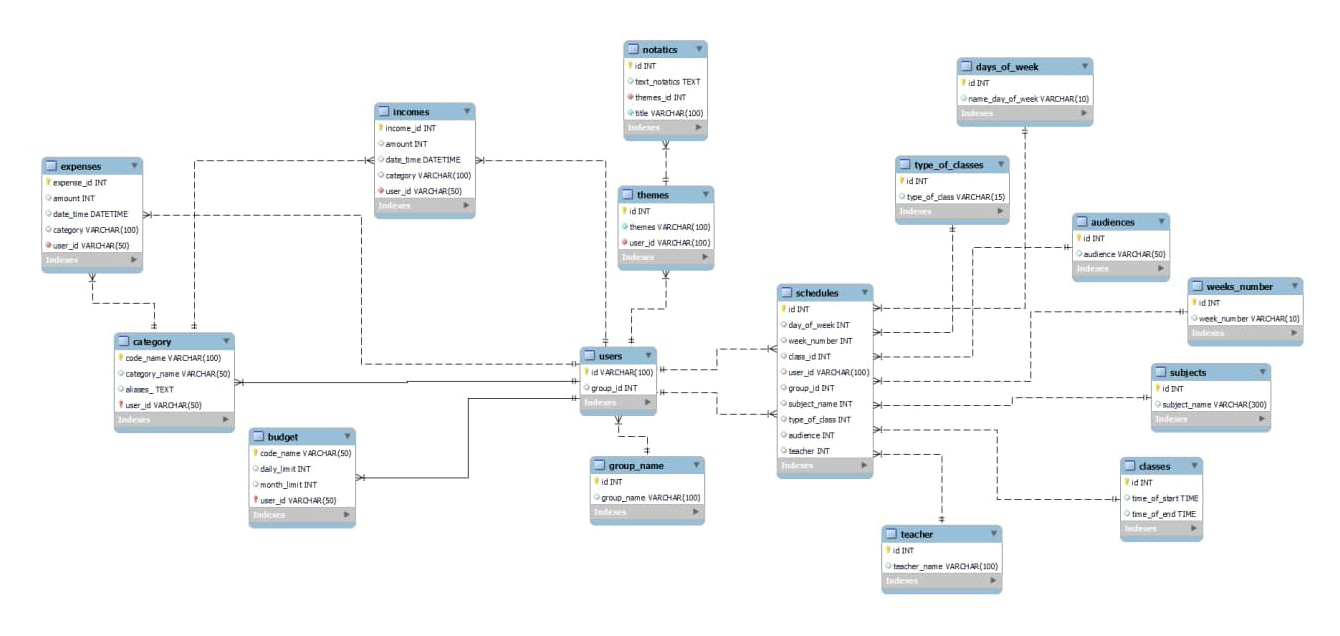 notatics
id INT
text_notatics TEXT
themes_id INT
title VARCHAR(100)
Indexes
days_of_week
id INT
name_day_of_week VARCHAR(10)
Indexes
incomes
income_id INT
amount INT
date_time DATETIME
category VARCHAR(100)
user_id VARCHAR(50)
Indexes
expenses
expense_id INT
amount INT
date_time DATETIME
category VARCHAR(100)
user_id VARCHAR(50)
Indexes
type_of_classes
id INT
type_of_class VARCHAR(15)
Indexes
themes
id INT
themes VARCHAR(100)
user_id VARCHAR(100)
Indexes
audiences
id INT
audience VARCHAR(50)
Indexes
weeks_number
id INT
week_number VARCHAR(10)
Indexes
schedules
id INT
day_of_week INT
week_number INT
class_id INT
user_id VARCHAR(100)
group_id INT
subject_name INT
type_of_class INT
audience INT
teacher INT
Indexes
category
code_name VARCHAR(100)
category_name VARCHAR(50)
aliases_ TEXT
user_id VARCHAR(50)
Indexes
users
id VARCHAR(100)
group_id INT
Indexes
subjects
id INT
subject_name VARCHAR(300)
Indexes
budget
code_name VARCHAR(50)
daily_limit INT
month_limit INT
user_id VARCHAR(50)
Indexes
group_name
id INT
group_name VARCHAR(100)
Indexes
classes
id INT
time_of_start TIME
time_of_end TIME
Indexes
teacher
id INT
teacher_name VARCHAR(100)
Indexes